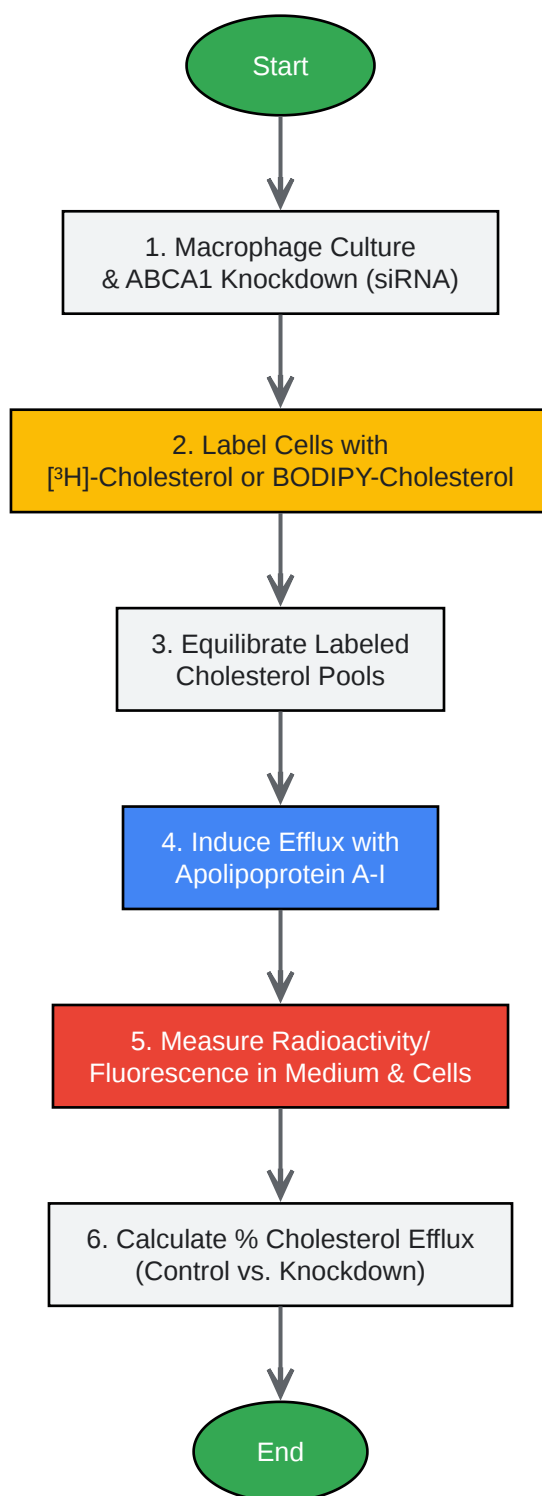 Start
1. Macrophage Culture
& ABCA1 Knockdown (siRNA)
2. Label Cells with
[³H]-Cholesterol or BODIPY-Cholesterol
3. Equilibrate Labeled
Cholesterol Pools
4. Induce Efflux with
Apolipoprotein A-I
5. Measure Radioactivity/
Fluorescence in Medium & Cells
6. Calculate % Cholesterol Efflux
(Control vs. Knockdown)
End